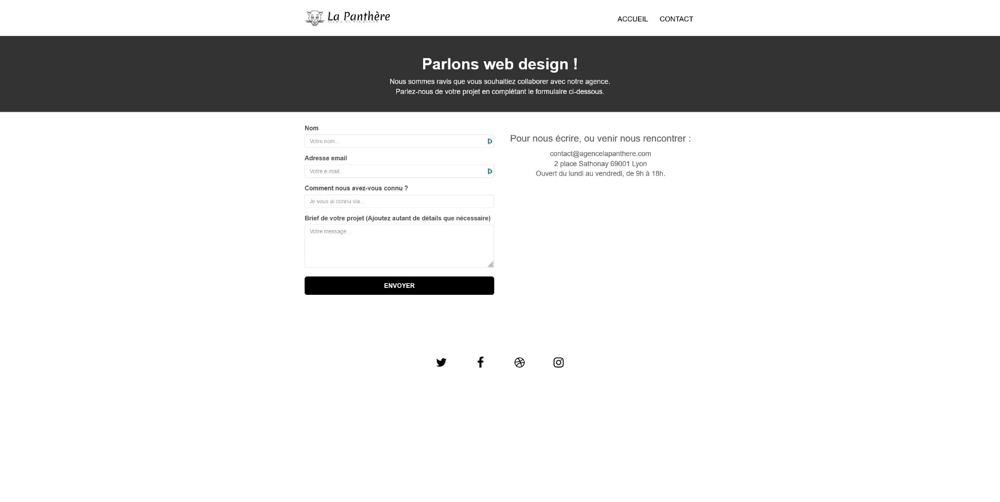 La Panthère
AGENCE DE WEB DESIGN
ACCUEIL
CONTACT
Parlons web design !
Nous sommes ravis que vous souhaitiez collaborer avec notre agence.
Parlez-nous de votre projet en complétant le formulaire ci-dessous.
Nom
Votre nom...
Adresse email
Votre e-mail...
Comment nous avez-vous connu ?
Je vous ai connu via...
Brief de votre projet (Ajoutez autant de détails que nécessaire)
Votre message...
ENVOYER
Pour nous écrire, ou venir nous rencontrer :
contact@agencelapanthere.com
2 place Sathonay 69001 Lyon
Ouvert du lundi au vendredi, de 9h à 18h.